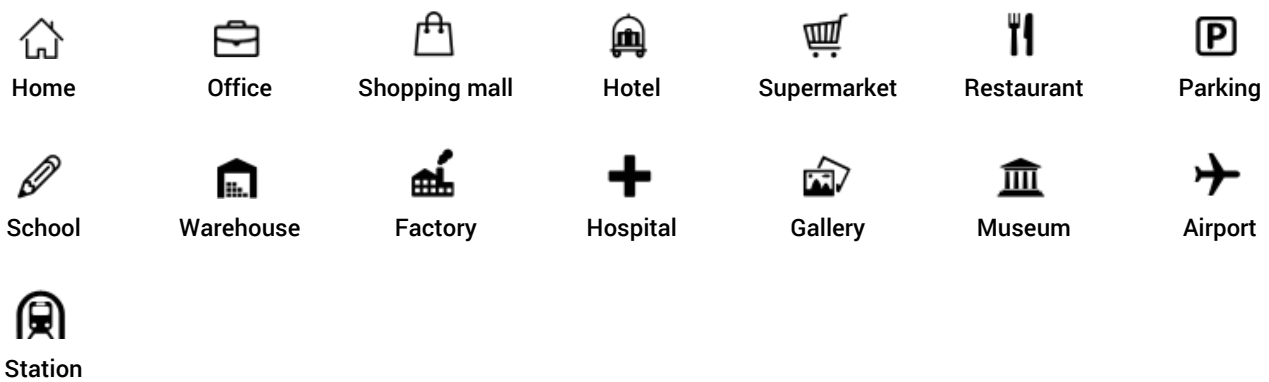 Home Office Shopping mall Hotel Supermarket Restaurant P Parking
School Warehouse Factory Hospital Gallery Museum Airport
Station